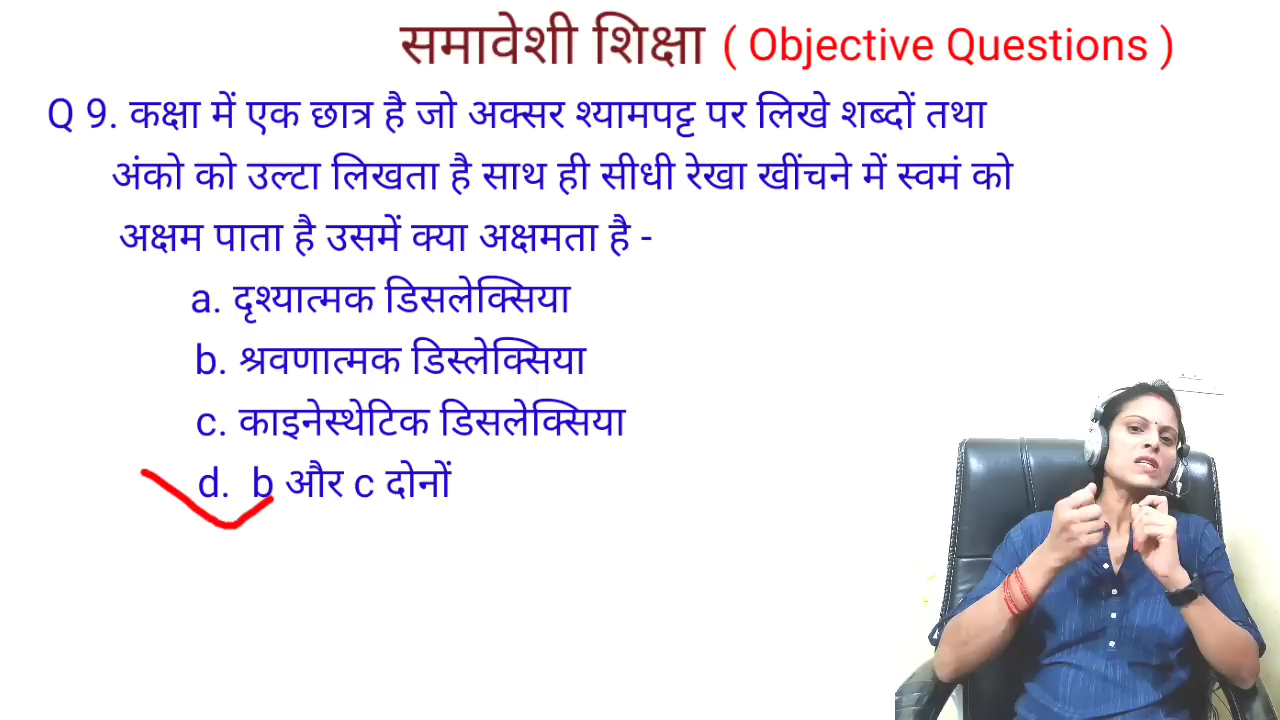 समावेशी शिक्षा ( Objective Questions )
Q 9. कक्षा में एक छात्र है जो अक्सर श्यामपट्ट पर लिखे शब्दों तथा
अंको को उल्टा लिखता है साथ ही सीधी रेखा खींचने में स्वमं को
अक्षम पाता है उसमें क्या अक्षमता है -
a. दृश्यात्मक डिसलेक्सिया
b. श्रवणात्मक डिस्लेक्सिया
c. काइनेस्थेटिक डिसलेक्सिया
d. b और c दोनों